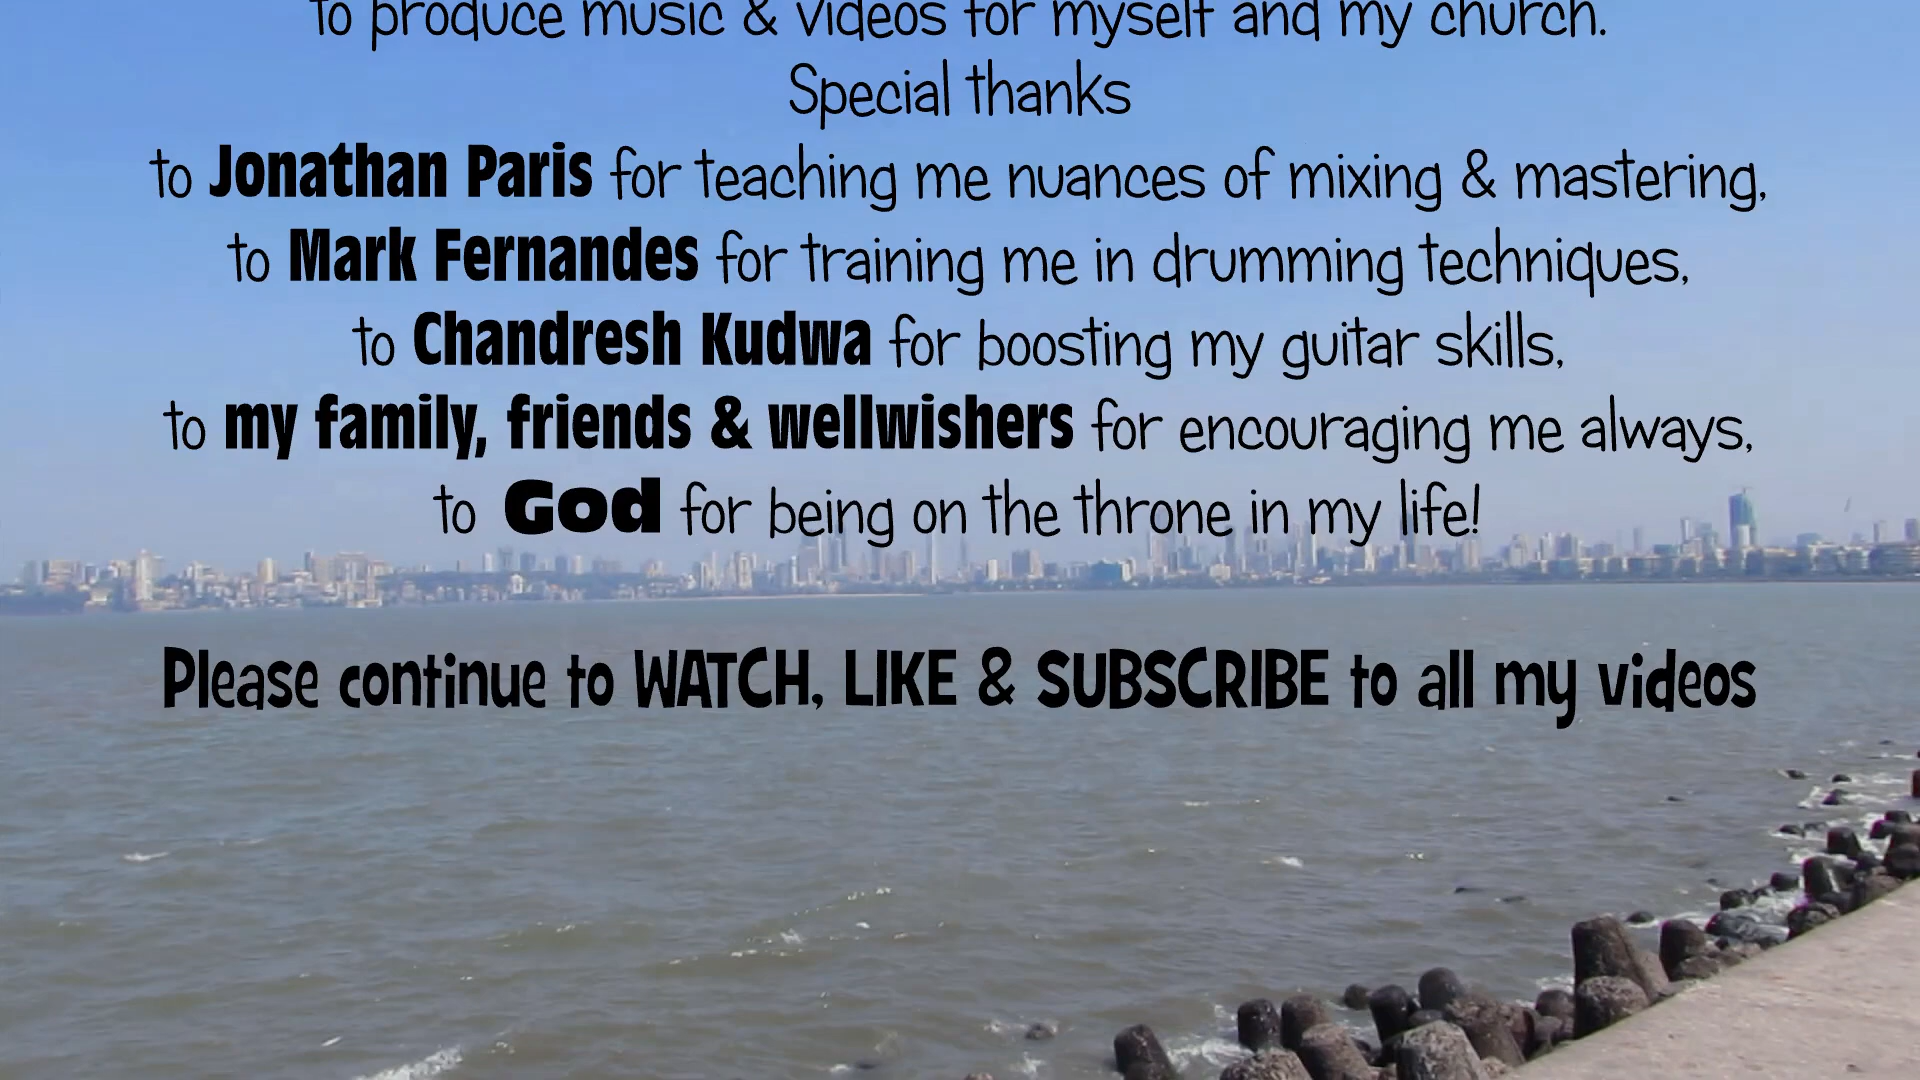 to produce music & videos for myself and my church.
Special thanks
to Jonathan Paris for teaching me nuances of mixing & mastering,
to Mark Fernandes for training me in drumming techniques,
to Chandresh Kudwa for boosting my guitar skills,
to my family, friends & wellwishers for encouraging me always,
to God for being on the throne in my life!
Please continue to WATCH, LIKE & SUBSCRIBE to all my videos